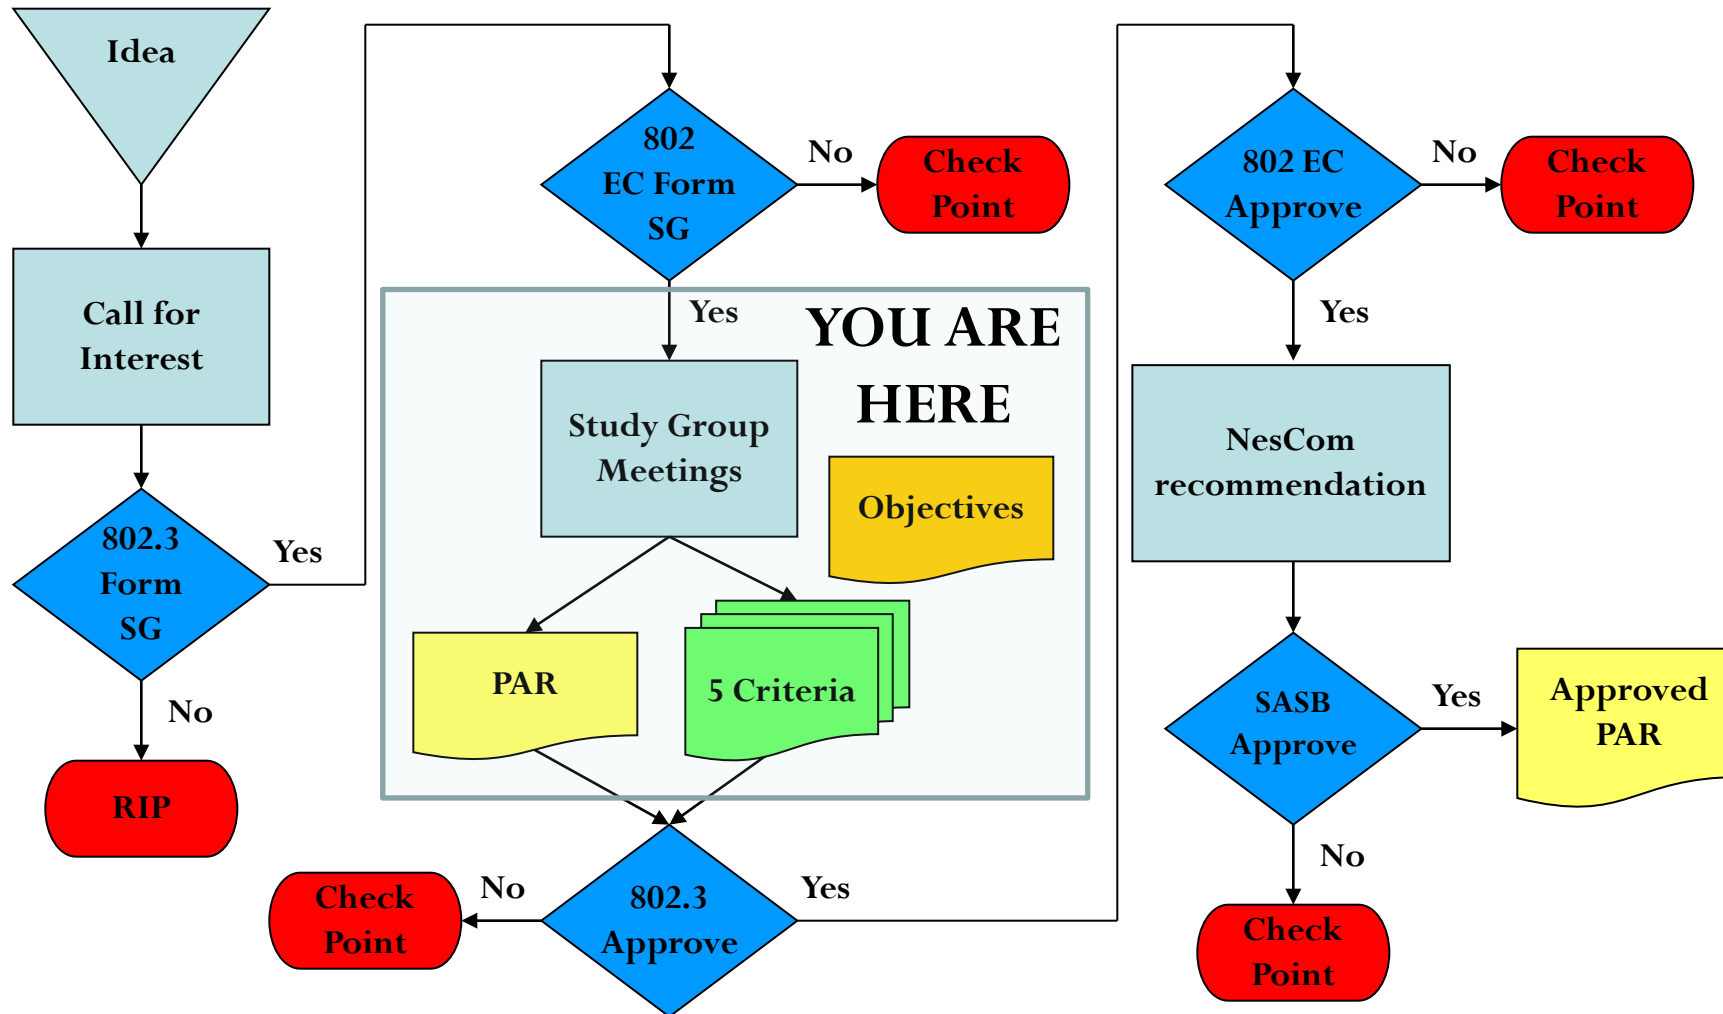 Idea
Call for
Interest
802.3
Form
SG
Yes
No
RIP
802
EC Form
SG
No
Check
Point
Yes
YOU ARE
HERE
Study Group
Meetings
Objectives
PAR
5 Criteria
802.3
Approve
No
Check
Point
Yes
802 EC
Approve
No
Check
Point
Yes
NesCom
recommendation
SASB
Approve
Yes
Approved
PAR
No
Check
Point